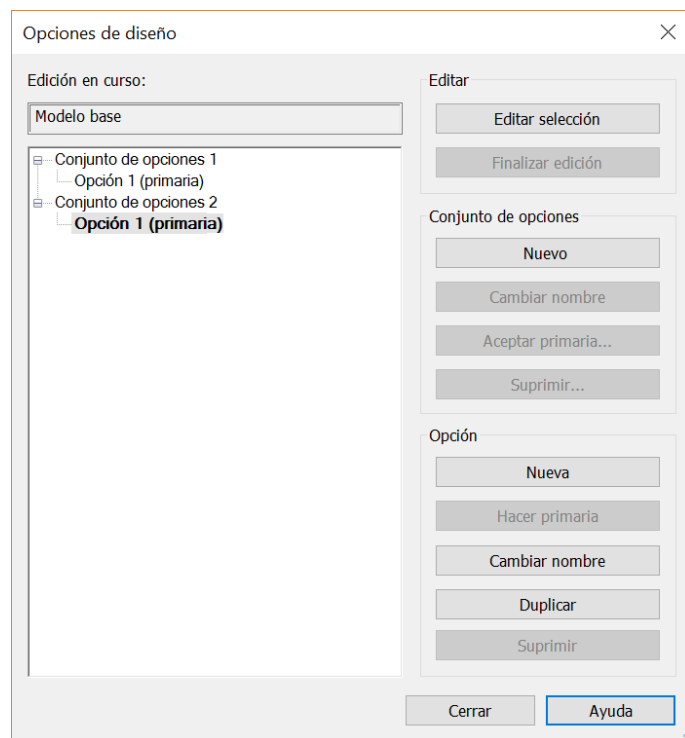 Opciones de diseño
Edición en curso:
Modelo base
Conjunto de opciones 1
Opción 1 (primaria)
Conjunto de opciones 2
Opción 1 (primaria)
Editar
Editar selección
Finalizar edición
Conjunto de opciones
Nuevo
Cambiar nombre
Aceptar primaria...
Suprimir...
Opción
Nueva
Hacer primaria
Cambiar nombre
Duplicar
Suprimir
Cerrar
Ayuda